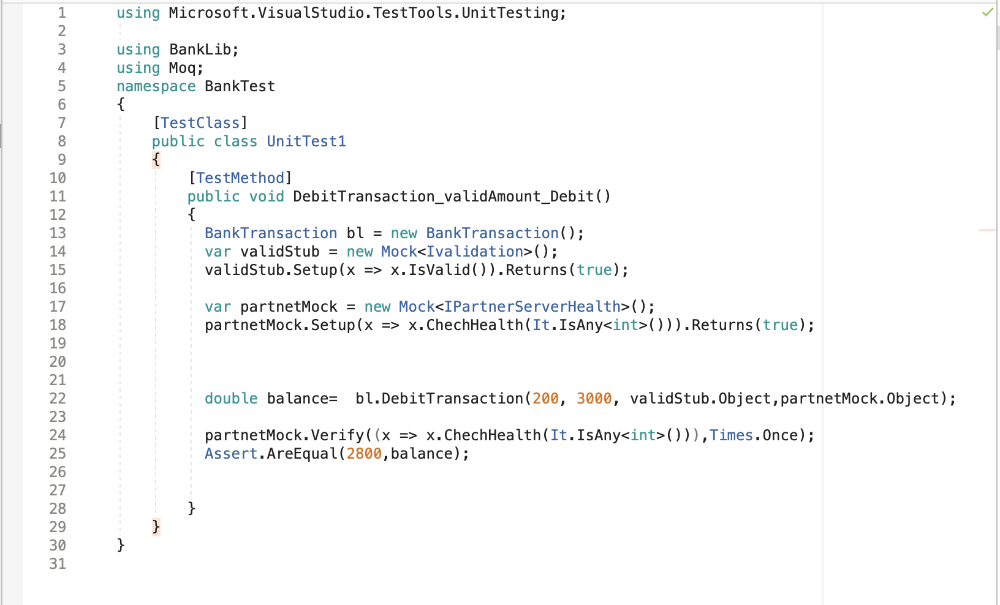 1 using Microsoft.VisualStudio.TestTools.UnitTesting;
2
3 using BankLib;
4 using Moq;
5 namespace BankTest
6 {
7 [TestClass]
8 public class UnitTest1
9 {
10 [TestMethod]
11 public void DebitTransaction_validAmount_Debit()
12 {
13 BankTransaction bl = new BankTransaction();
14 var validStub = new Mock<Ivalidation>();
15 validStub.Setup(x => x.IsValid()).Returns(true);
16
17 var partnetMock = new Mock<IPartnerServerHealth>();
18 partnetMock.Setup(x => x.ChechHealth(It.IsAny<int>())).Returns(true);
19
20
21
22 double balance=  bl.DebitTransaction(200, 3000, validStub.Object,partnetMock.Object);
23
24 partnetMock.Verify((x => x.ChechHealth(It.IsAny<int>())),Times.Once);
25 Assert.AreEqual(2800,balance);
26
27
28 }
29 }
30 }
31